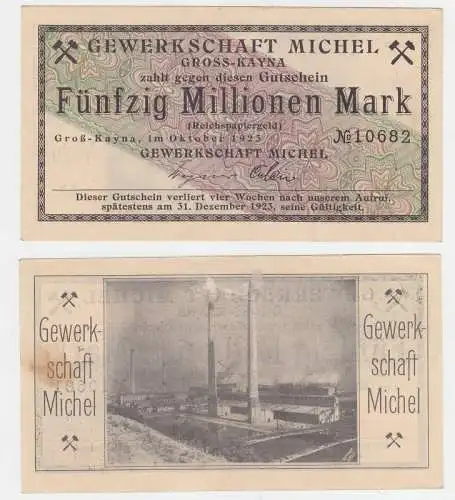 GEWERKSCHAFT MICHEL
GROSS-KAYNA
zahlt gegen diesen Gutschein
Fünfzig Millionen Mark
(Reichspapiergeld)
Groß-Kayna, im Oktober 1923
№10682
GEWERKSCHAFT MICHEL
Dieser Gutschein verliert vier Wochen nach unserem Aufruf,
spätestens am 31. Dezember 1923, seine Gültigkeit.
Gewerk-
schaft
Michel
Gewerk-
schaft
Michel